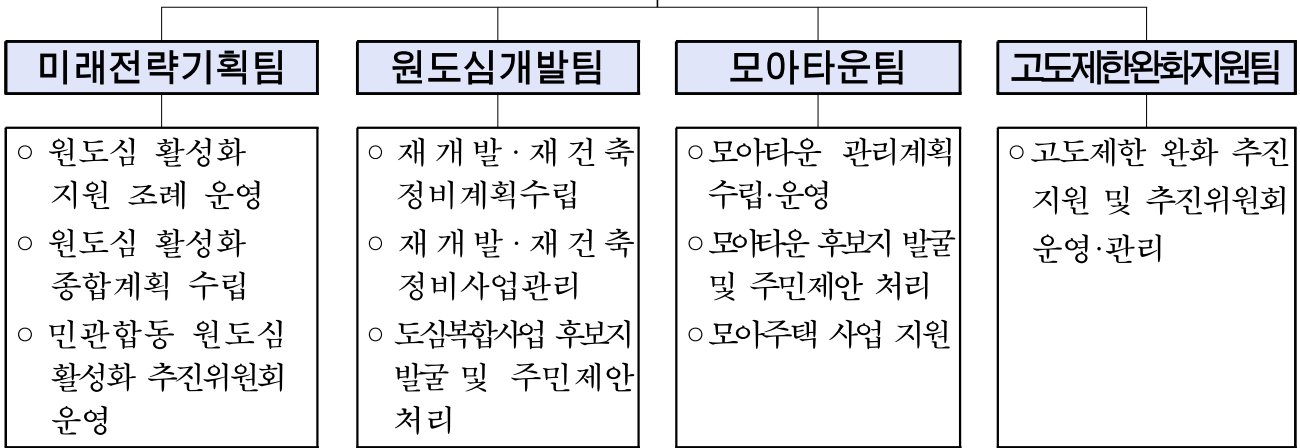 미래전략기획팀
○ 원도심 활성화
지원 조례 운영
○ 원도심 활성화
종합계획 수립
○ 민관합동 원도심
활성화 추진위원회
운영
원도심개발팀
○ 재개발·재건축
정비계획수립
○ 재개발·재건축
정비사업관리
○ 도심복합사업 후보지
발굴 및 주민제안
처리
모아타운팀
○ 모아타운 관리계획
수립·운영
○ 모아타운 후보지 발굴
및 주민제안 처리
○ 모아주택 사업 지원
고도제한완화지원팀
○ 고도제한 완화 추진
지원 및 추진위원회
운영·관리